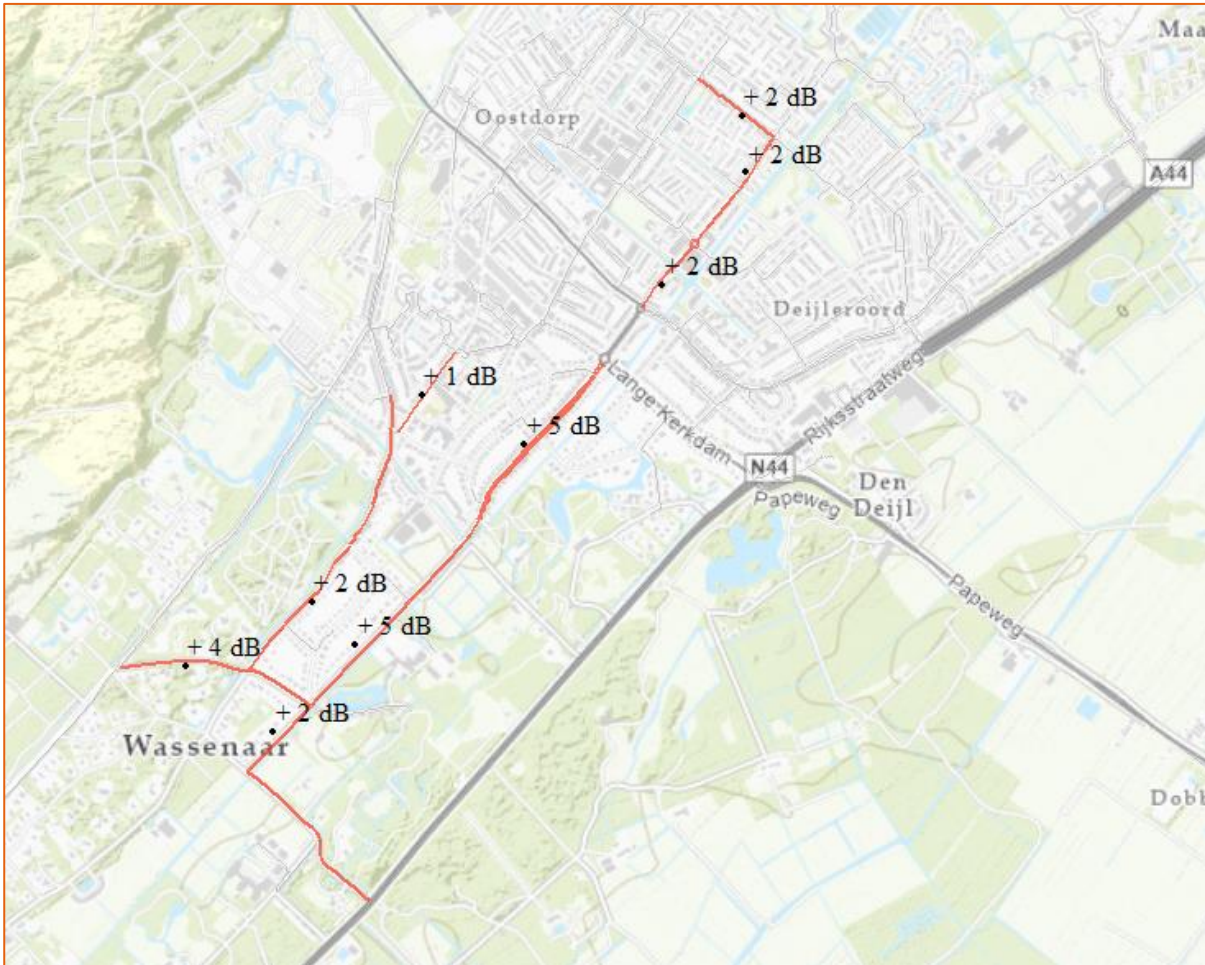 Maa
+ 2 dB
Oostdorp
+ 2 dB
A44
+ 2 dB
Deijleroord
+ 1 dB
Lange Kerkdam
Rijksstraatweg
+ 5 dB
N44
Papeweg
Den
Deijl
+ 2 dB
Papeweg
+ 5 dB
+ 4 dB
+ 2 dB
Wassenaar
Dobb